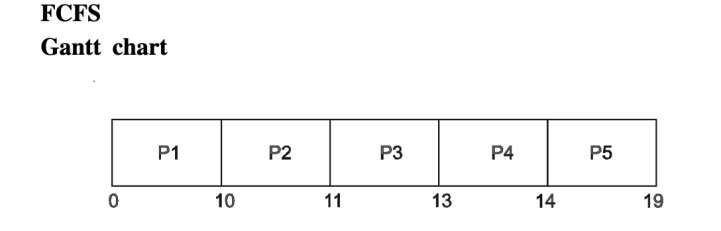 FCFS
Gantt chart
P1 P2 P3 P4 P5
0 10 11 13 14 19